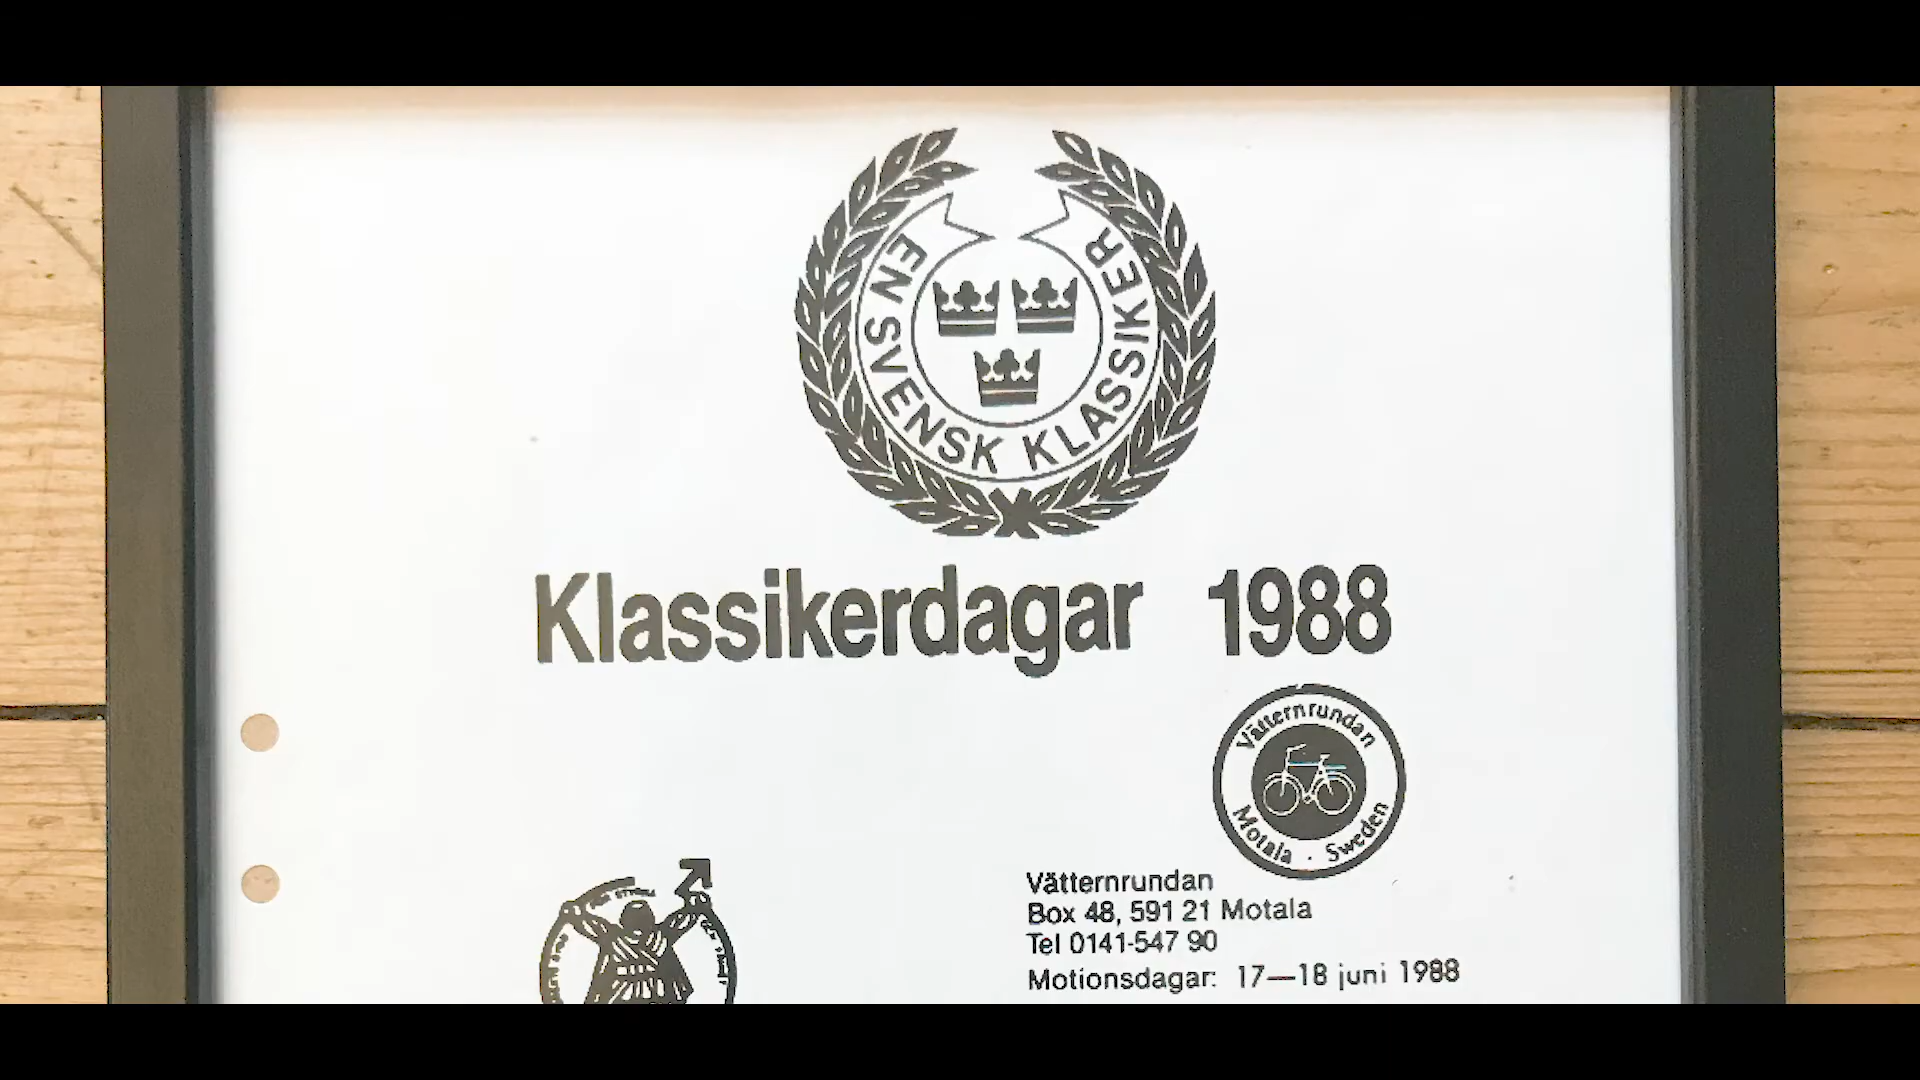 EN SVENSK KLASSIKER
Klassikerdagar 1988
Vätternrundan
Motala · Sweden
Vätternrundan
Box 48, 591 21 Motala
Tel 0141-547 90
Motionsdagar: 17—18 juni 1988